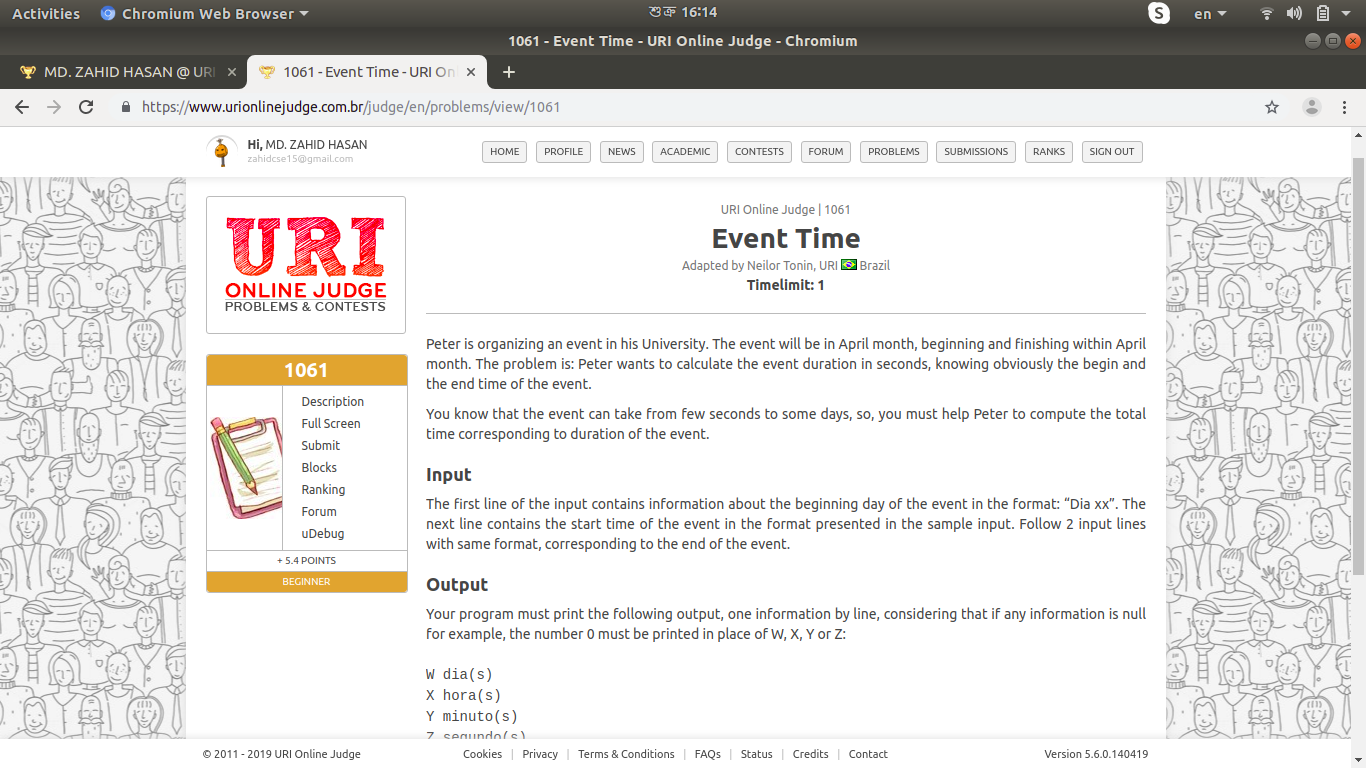 Activities Chromium Web Browser শুক্র 16:14 S en
1061 - Event Time - URI Online Judge - Chromium
MD. ZAHID HASAN @ UR 1061 - Event Time - URI On
https://www.urionlinejudge.com.br/judge/en/problems/view/1061
Hi, MD. ZAHID HASAN
zahidcse15@gmail.com
HOME PROFILE NEWS ACADEMIC CONTESTS FORUM PROBLEMS SUBMISSIONS RANKS SIGN OUT
URI
ONLINE JUDGE
PROBLEMS & CONTESTS
1061
Description
Full Screen
Submit
Blocks
Ranking
Forum
uDebug
+ 5.4 POINTS
BEGINNER
URI Online Judge | 1061
Event Time
Adapted by Neilor Tonin, URI Brazil
Timelimit: 1
Peter is organizing an event in his University. The event will be in April month, beginning and finishing within April
month. The problem is: Peter wants to calculate the event duration in seconds, knowing obviously the begin and
the end time of the event.
You know that the event can take from few seconds to some days, so, you must help Peter to compute the total
time corresponding to duration of the event.
Input
The first line of the input contains information about the beginning day of the event in the format: “Dia xx”. The
next line contains the start time of the event in the format presented in the sample input. Follow 2 input lines
with same format, corresponding to the end of the event.
Output
Your program must print the following output, one information by line, considering that if any information is null
for example, the number 0 must be printed in place of W, X, Y or Z:
W dia(s)
X hora(s)
Y minuto(s)
Z segundo(s)
© 2011 - 2019 URI Online Judge Cookies | Privacy | Terms & Conditions | FAQs | Status | Credits | Contact Version 5.6.0.140419